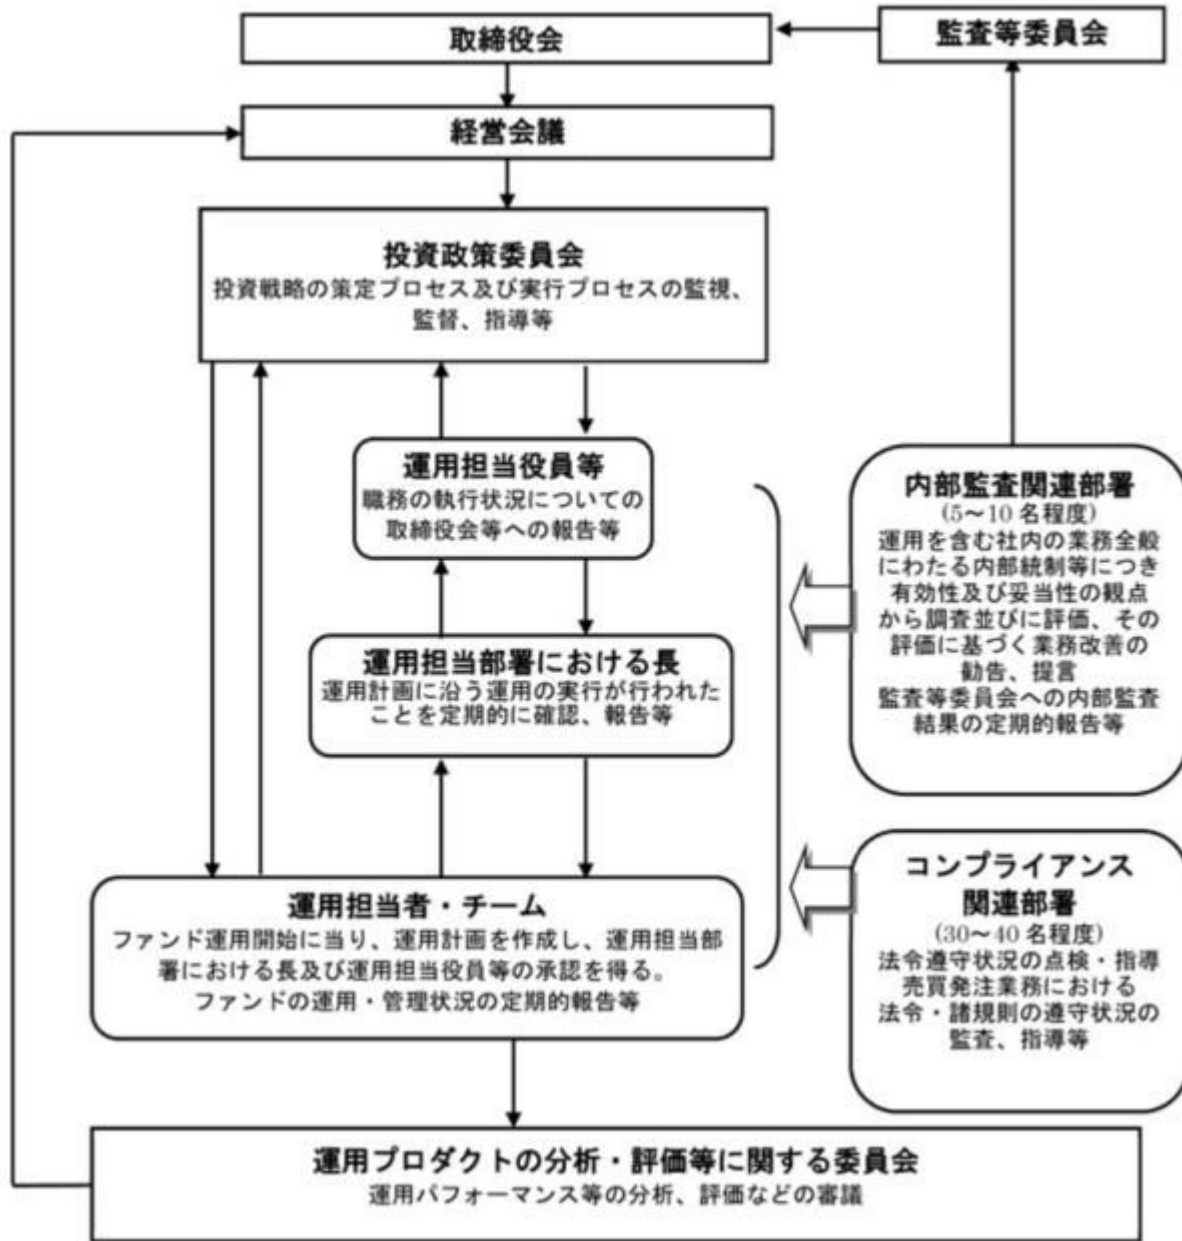 取締役会
監査等委員会
経営会議
投資政策委員会
投資戦略の策定プロセス及び実行プロセスの監視、
監督、指導等
運用担当役員等
職務の執行状況についての
取締役会等への報告等
運用担当部署における長
運用計画に沿う運用の実行が行われた
ことを定期的に確認、報告等
内部監査関連部署
(5～10 名程度)
運用を含む社内の業務全般
にわたる内部統制等につき
有効性及び妥当性の観点
から調査並びに評価、その
評価に基づく業務改善の
勧告、提言
監査等委員会への内部監査
結果の定期的報告等
運用担当者・チーム
ファンド運用開始に当り、運用計画を作成し、運用担当部
署における長及び運用担当役員等の承認を得る。
ファンドの運用・管理状況の定期的報告等
コンプライアンス
関連部署
(30～40 名程度)
法令遵守状況の点検・指導
売買発注業務における
法令・諸規則の遵守状況の
監査、指導等
運用プロダクトの分析・評価等に関する委員会
運用パフォーマンス等の分析、評価などの審議